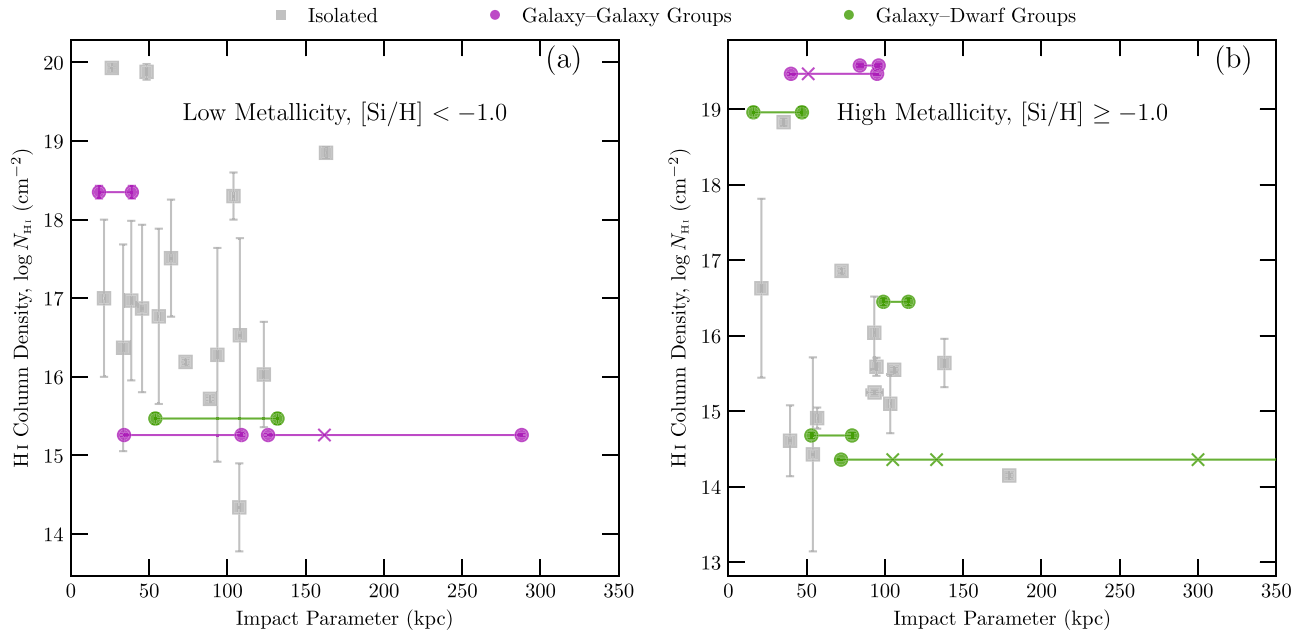 Isolated Galaxy–Galaxy Groups Galaxy–Dwarf Groups
(a)
Low Metallicity, [Si/H] < −1.0
H I Column Density, log N_HI (cm⁻²)
20
19
18
17
16
15
14
0 50 100 150 200 250 300 350
Impact Parameter (kpc)
(b)
High Metallicity, [Si/H] ≥ −1.0
H I Column Density, log N_HI (cm⁻²)
19
18
17
16
15
14
13
0 50 100 150 200 250 300 350
Impact Parameter (kpc)